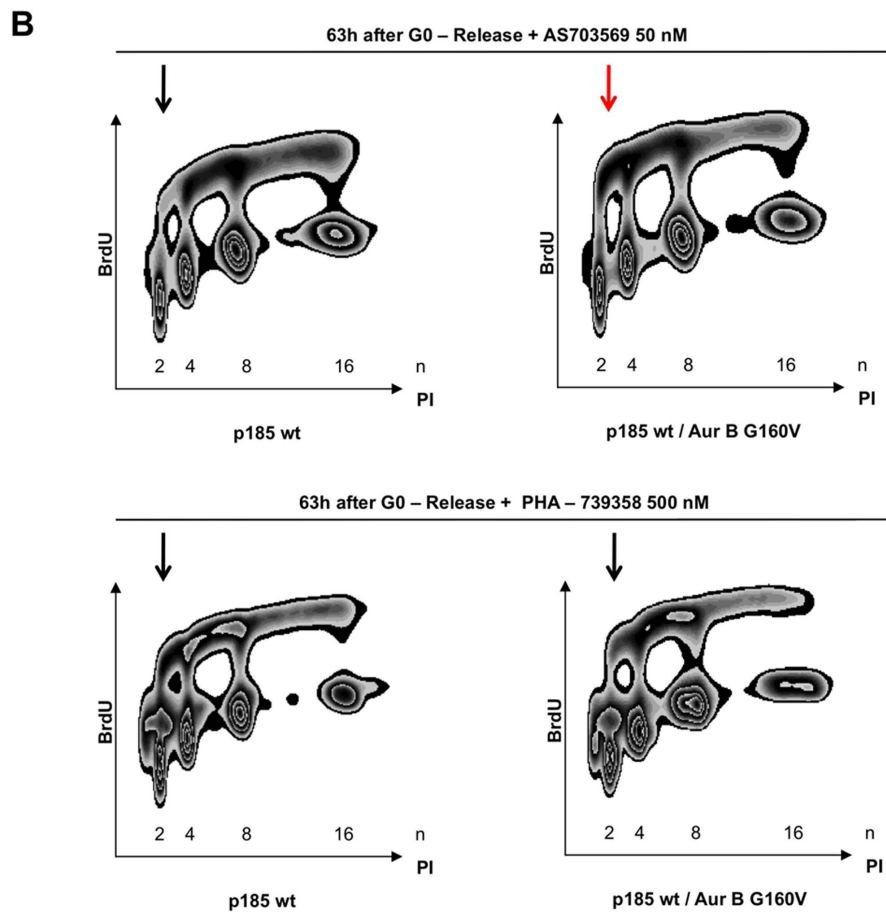 B
63h after G0 – Release + AS703569 50 nM
BrdU
BrdU
2 4 8 16 n
2 4 8 16 n
PI
PI
p185 wt
p185 wt / Aur B G160V
63h after G0 – Release + PHA – 739358 500 nM
BrdU
BrdU
2 4 8 16 n
2 4 8 16 n
PI
PI
p185 wt
p185 wt / Aur B G160V